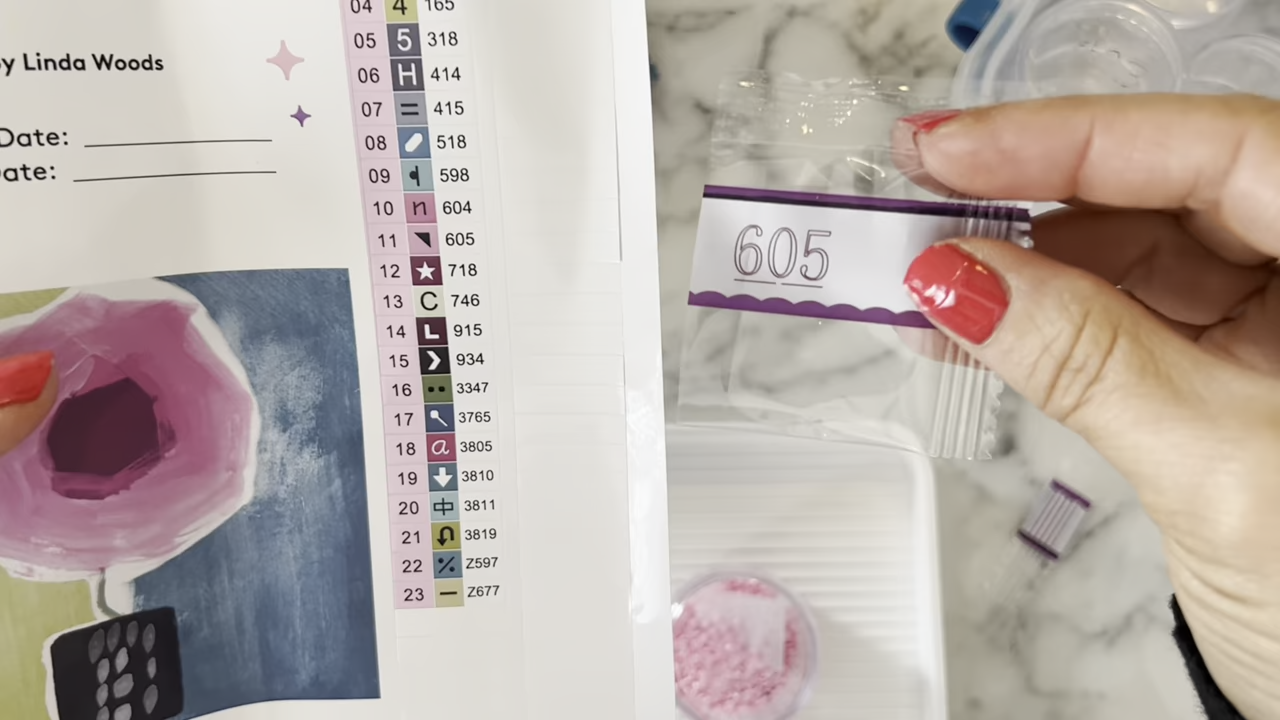 by Linda Woods
Date:
Date:
04 4 165
05 5 318
06 H 414
07 = 415
08 518
09 598
10 n 604
11 605
12 ★ 718
13 C 746
14 L 915
15 ❯ 934
16 3347
17 3765
18 a 3805
19 3810
20 3811
21 3819
22 % Z597
23 — Z677
605